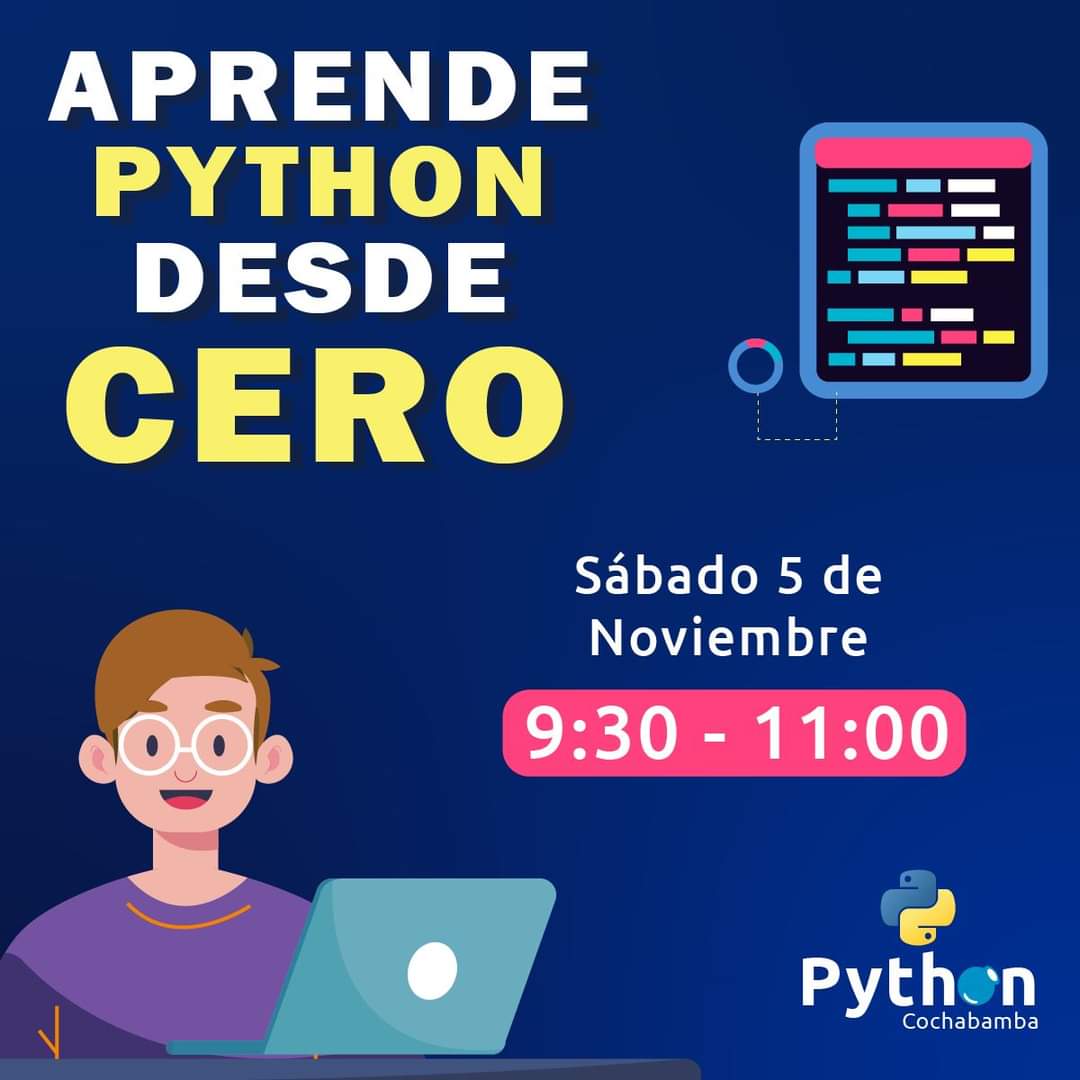 APRENDE
PYTHON
DESDE
CERO
Sábado 5 de
Noviembre
9:30 - 11:00
Python
Cochabamba